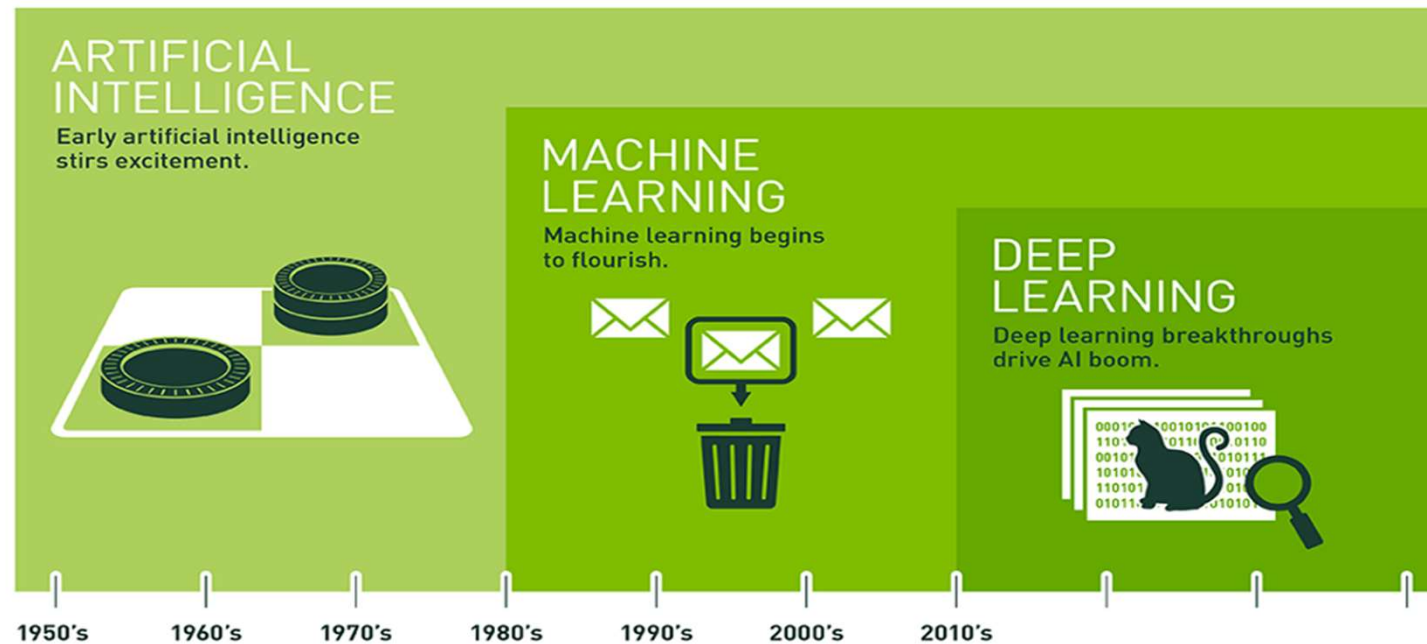 ARTIFICIAL
INTELLIGENCE
Early artificial intelligence
stirs excitement.
MACHINE
LEARNING
Machine learning begins
to flourish.
DEEP
LEARNING
Deep learning breakthroughs
drive AI boom.
1950's 1960's 1970's 1980's 1990's 2000's 2010's